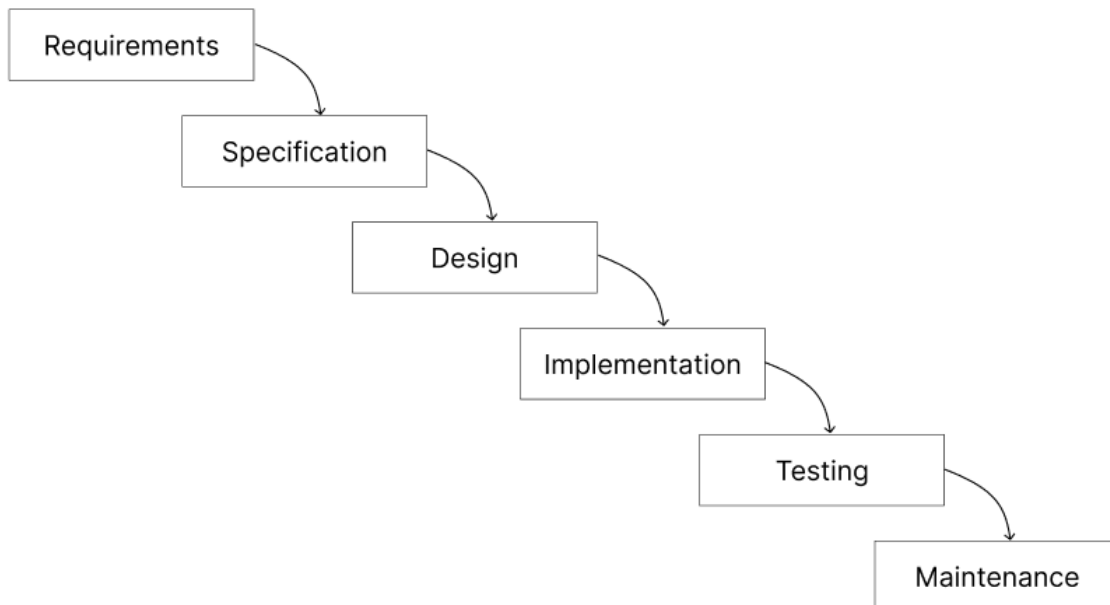 Requirements
Specification
Design
Implementation
Testing
Maintenance